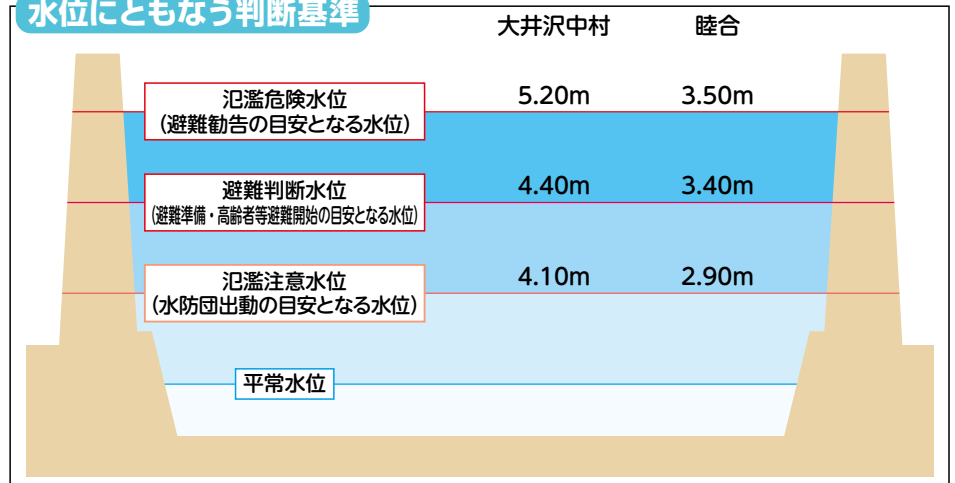 水位にともなう判断基準
大井沢中村 睦合
氾濫危険水位 5.20m 3.50m
(避難勧告の目安となる水位)
避難判断水位 4.40m 3.40m
(避難準備・高齢者等避難開始の目安となる水位)
氾濫注意水位 4.10m 2.90m
(水防団出動の目安となる水位)
平常水位